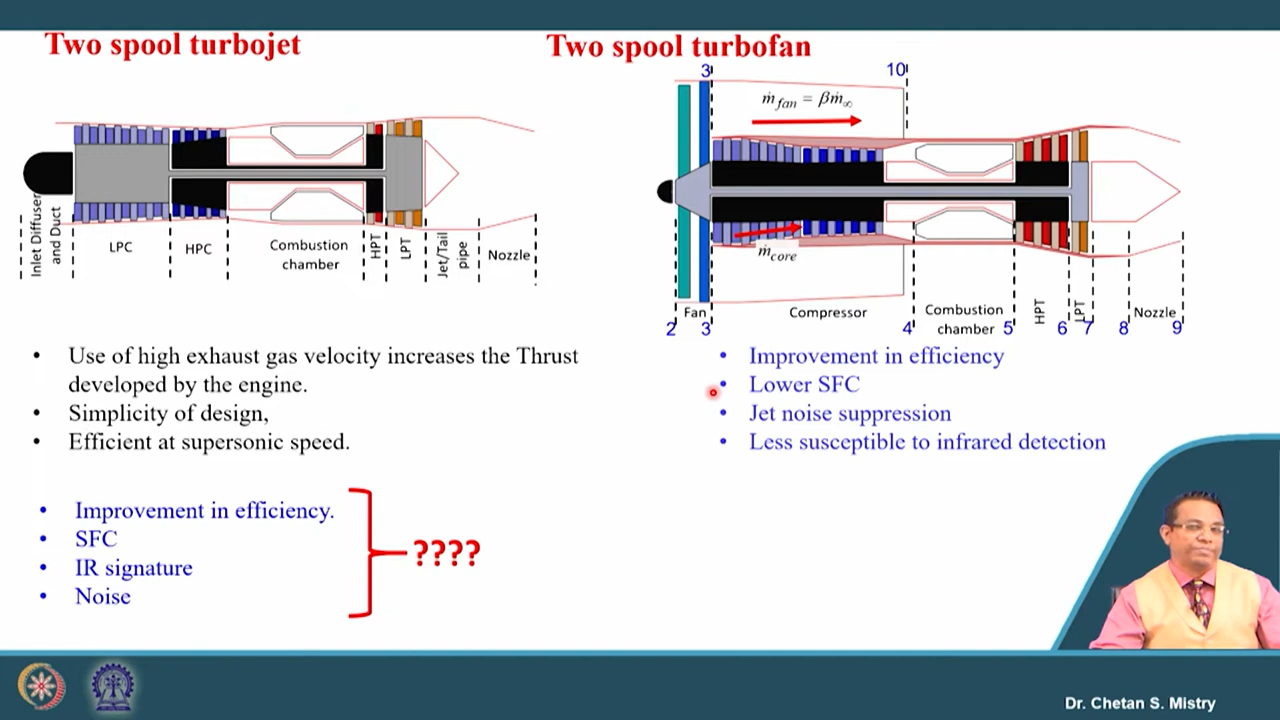 Two spool turbojet
Inlet Diffuser
and Duct
LPC
HPC
Combustion
chamber
HPT
LPT
Jet/Tail
pipe
Nozzle
• Use of high exhaust gas velocity increases the Thrust
developed by the engine.
• Simplicity of design,
• Efficient at supersonic speed.
• Improvement in efficiency.
• SFC
• IR signature
• Noise
????
Two spool turbofan
3 10
ṁfan = βṁ∞
ṁcore
Fan
Compressor
Combustion
chamber
HPT
LPT
Nozzle
2 3 4 5 6 7 8 9
• Improvement in efficiency
• Lower SFC
• Jet noise suppression
• Less susceptible to infrared detection
Dr. Chetan S. Mistry